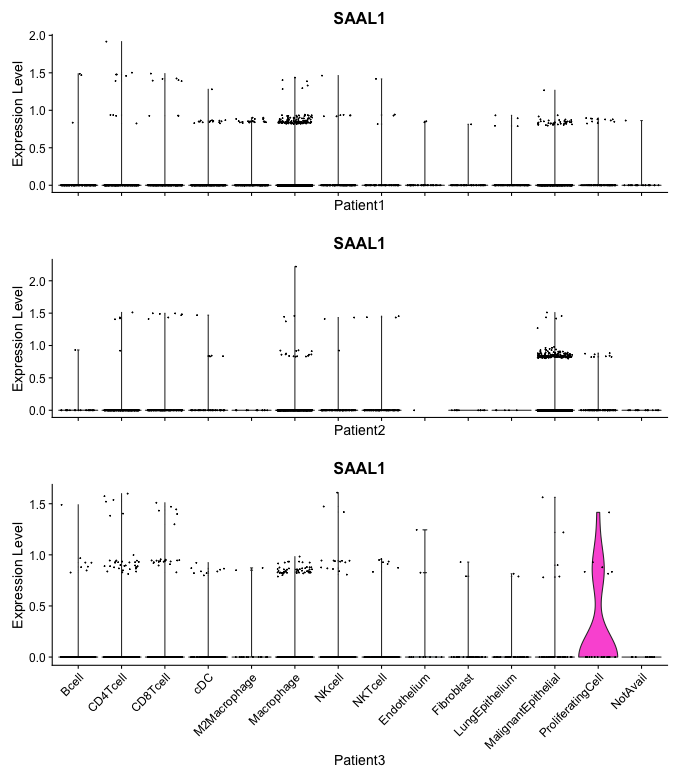 SAAL1
Expression Level
2.0
1.5
1.0
0.5
0.0
Patient1
SAAL1
Expression Level
2.0
1.5
1.0
0.5
0.0
Patient2
SAAL1
Expression Level
1.5
1.0
0.5
0.0
Bcell
CD4Tcell
CD8Tcell
cDC
M2Macrophage
Macrophage
NKcell
NKTcell
Endothelium
Fibroblast
LungEpithelium
MalignantEpithelial
ProliferatingCell
NotAvail
Patient3